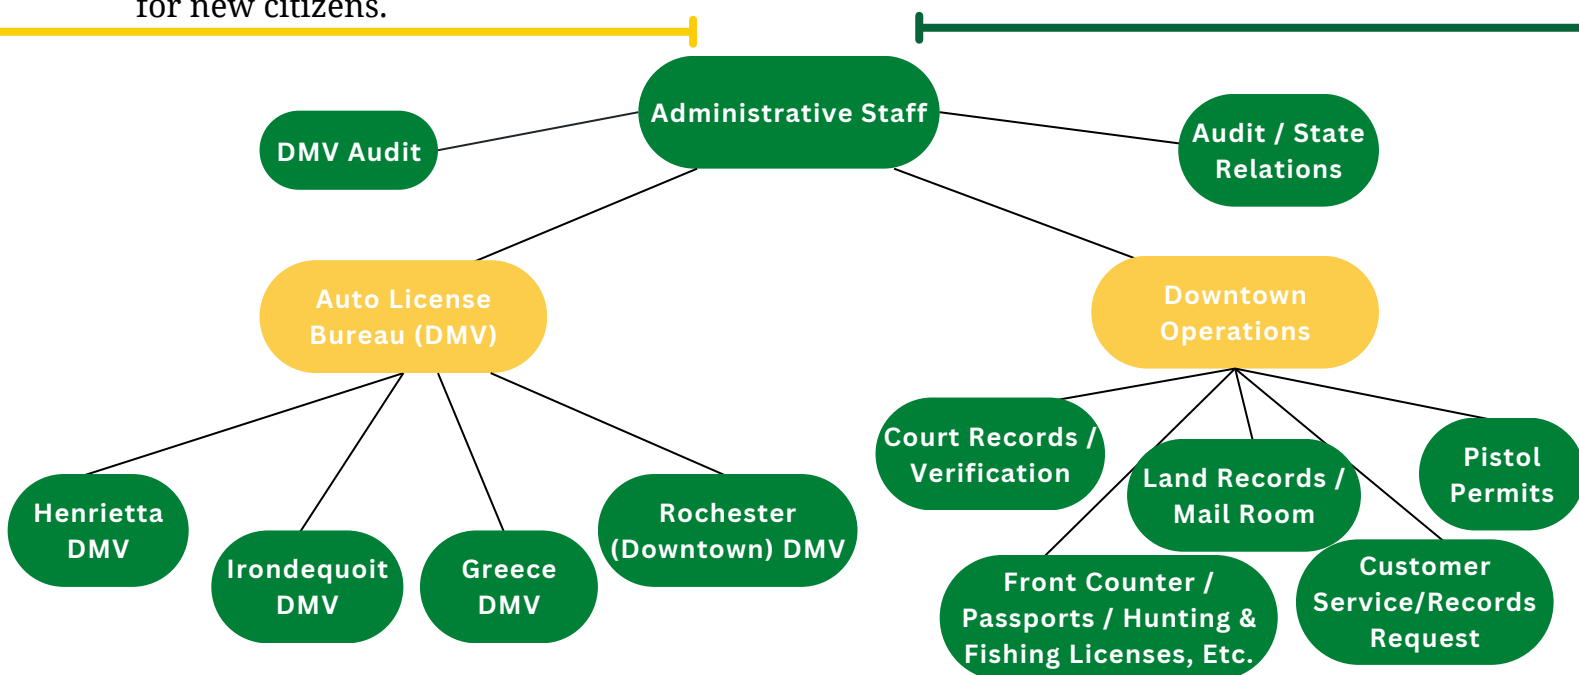 for new citizens.
Administrative Staff
DMV Audit
Audit / State
Relations
Auto License
Bureau (DMV)
Downtown
Operations
Henrietta
DMV
Irondequoit
DMV
Greece
DMV
Rochester
(Downtown) DMV
Court Records /
Verification
Land Records /
Mail Room
Pistol
Permits
Front Counter /
Passports / Hunting &
Fishing Licenses, Etc.
Customer
Service/Records
Request